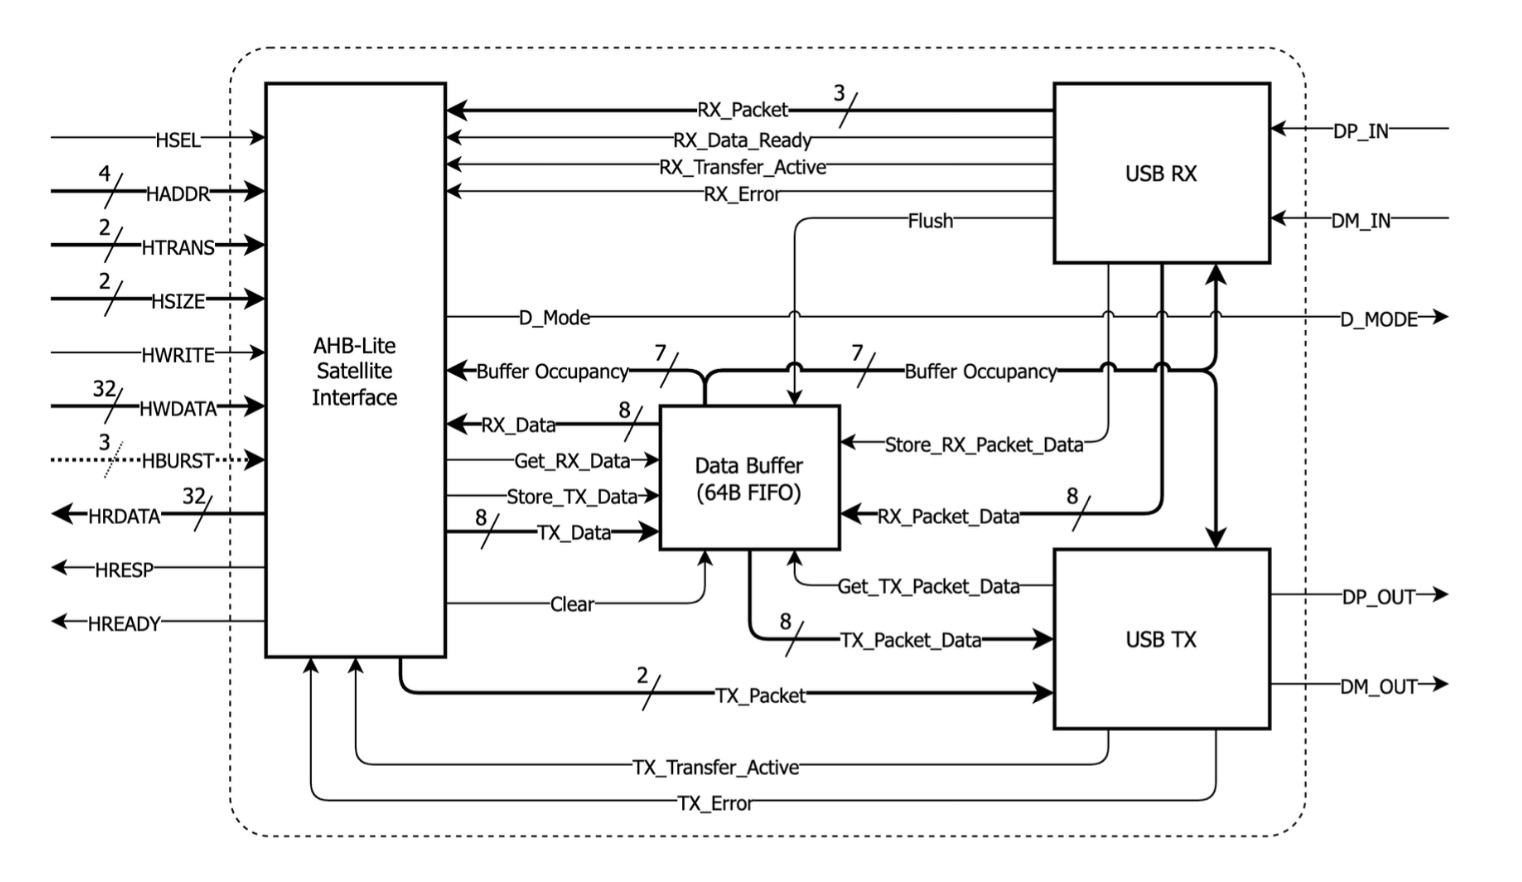 3
RX_Packet
HSEL
RX_Data_Ready
DP_IN
RX_Transfer_Active
USB RX
4
HADDR
RX_Error
2
HTRANS
Flush
DM_IN
2
HSIZE
D_Mode
D_MODE
HWRITE
AHB-Lite
Satellite
Interface
7
Buffer Occupancy
7
Buffer Occupancy
32
HWDATA
8
RX_Data
3
HBURST
Get_RX_Data
Data Buffer
(64B FIFO)
Store_RX_Packet_Data
32
HRDATA
Store_TX_Data
8
RX_Packet_Data
8
TX_Data
HRESP
Get_TX_Packet_Data
DP_OUT
Clear
HREADY
8
TX_Packet_Data
USB TX
2
TX_Packet
DM_OUT
TX_Transfer_Active
TX_Error